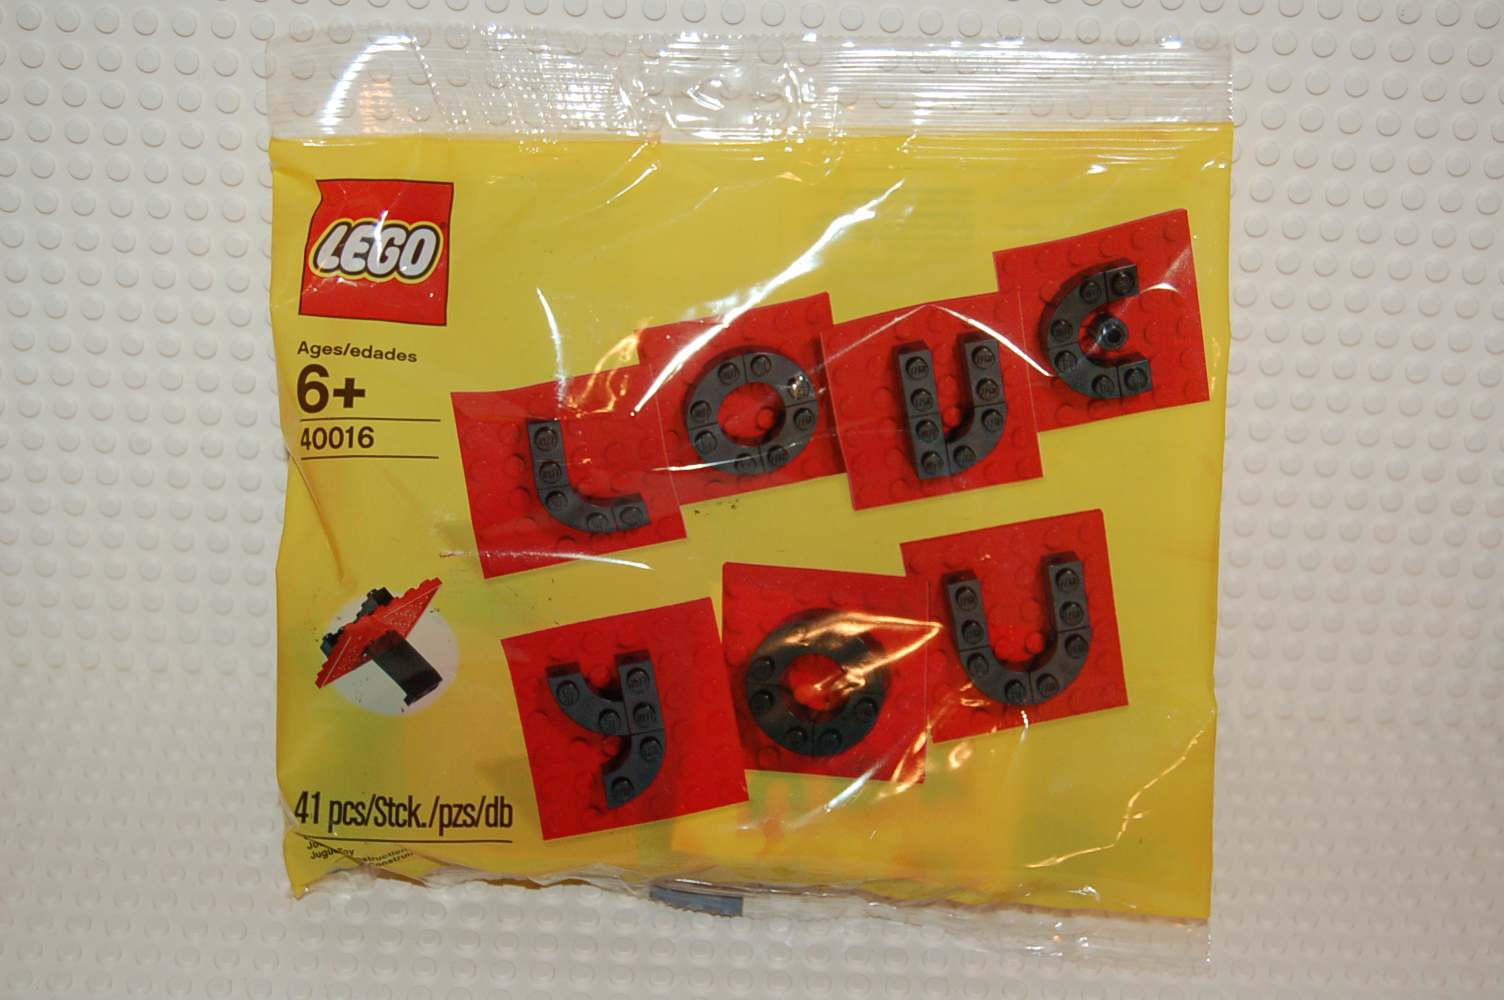 LEGO
Ages/edades
6+
40016
LOVE
YOU
41 pcs/Stck./pzs/db